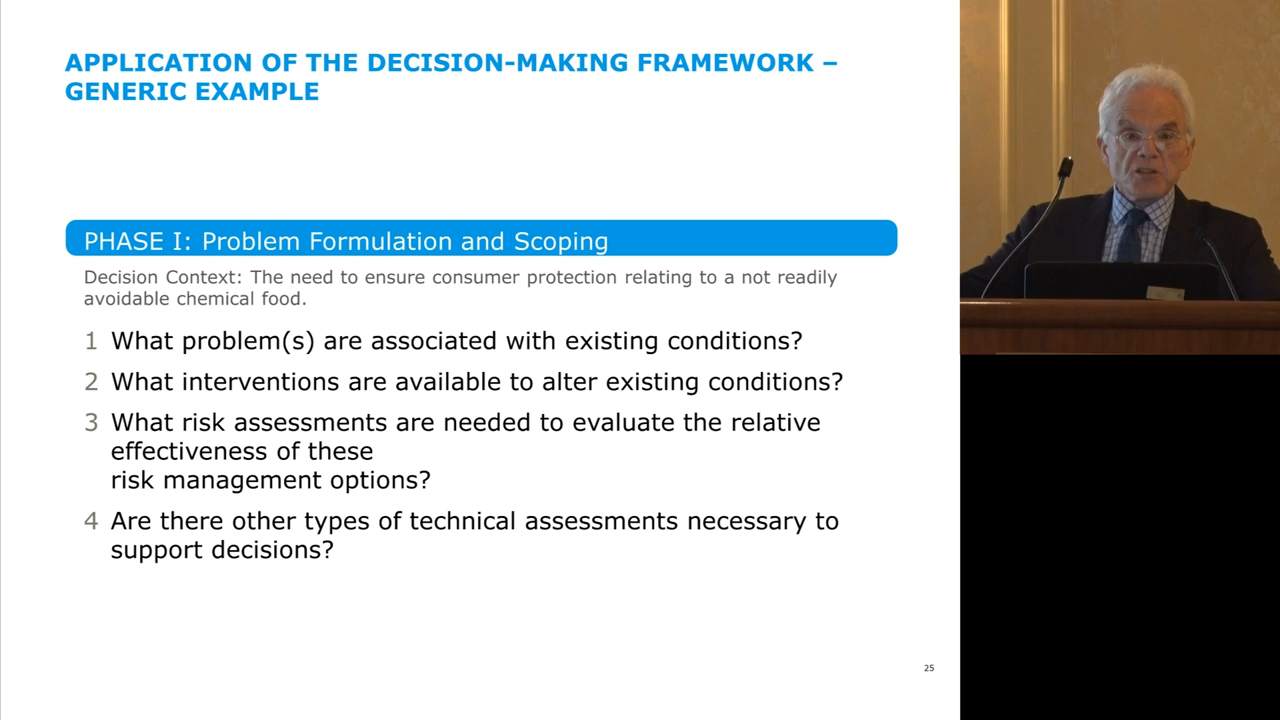 APPLICATION OF THE DECISION-MAKING FRAMEWORK –
GENERIC EXAMPLE
PHASE I: Problem Formulation and Scoping
Decision Context: The need to ensure consumer protection relating to a not readily
avoidable chemical food.
1 What problem(s) are associated with existing conditions?
2 What interventions are available to alter existing conditions?
3 What risk assessments are needed to evaluate the relative
effectiveness of these
risk management options?
4 Are there other types of technical assessments necessary to
support decisions?
25